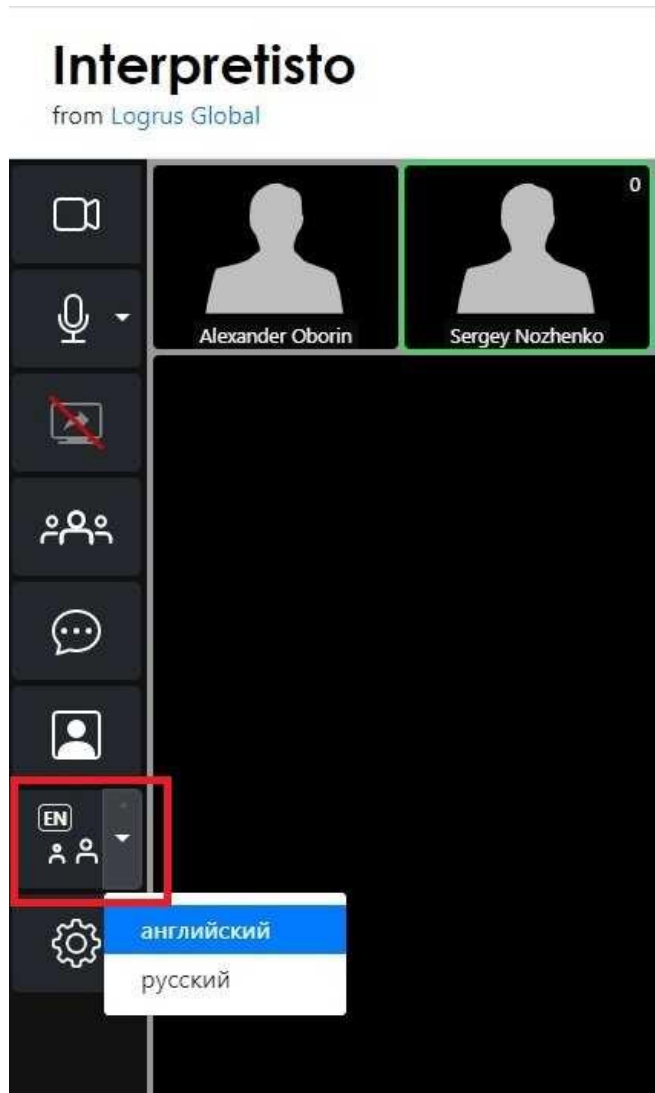 Interpretisto
from Logrus Global
0
Alexander Oborin
Sergey Nozhenko
EN
английский
русский